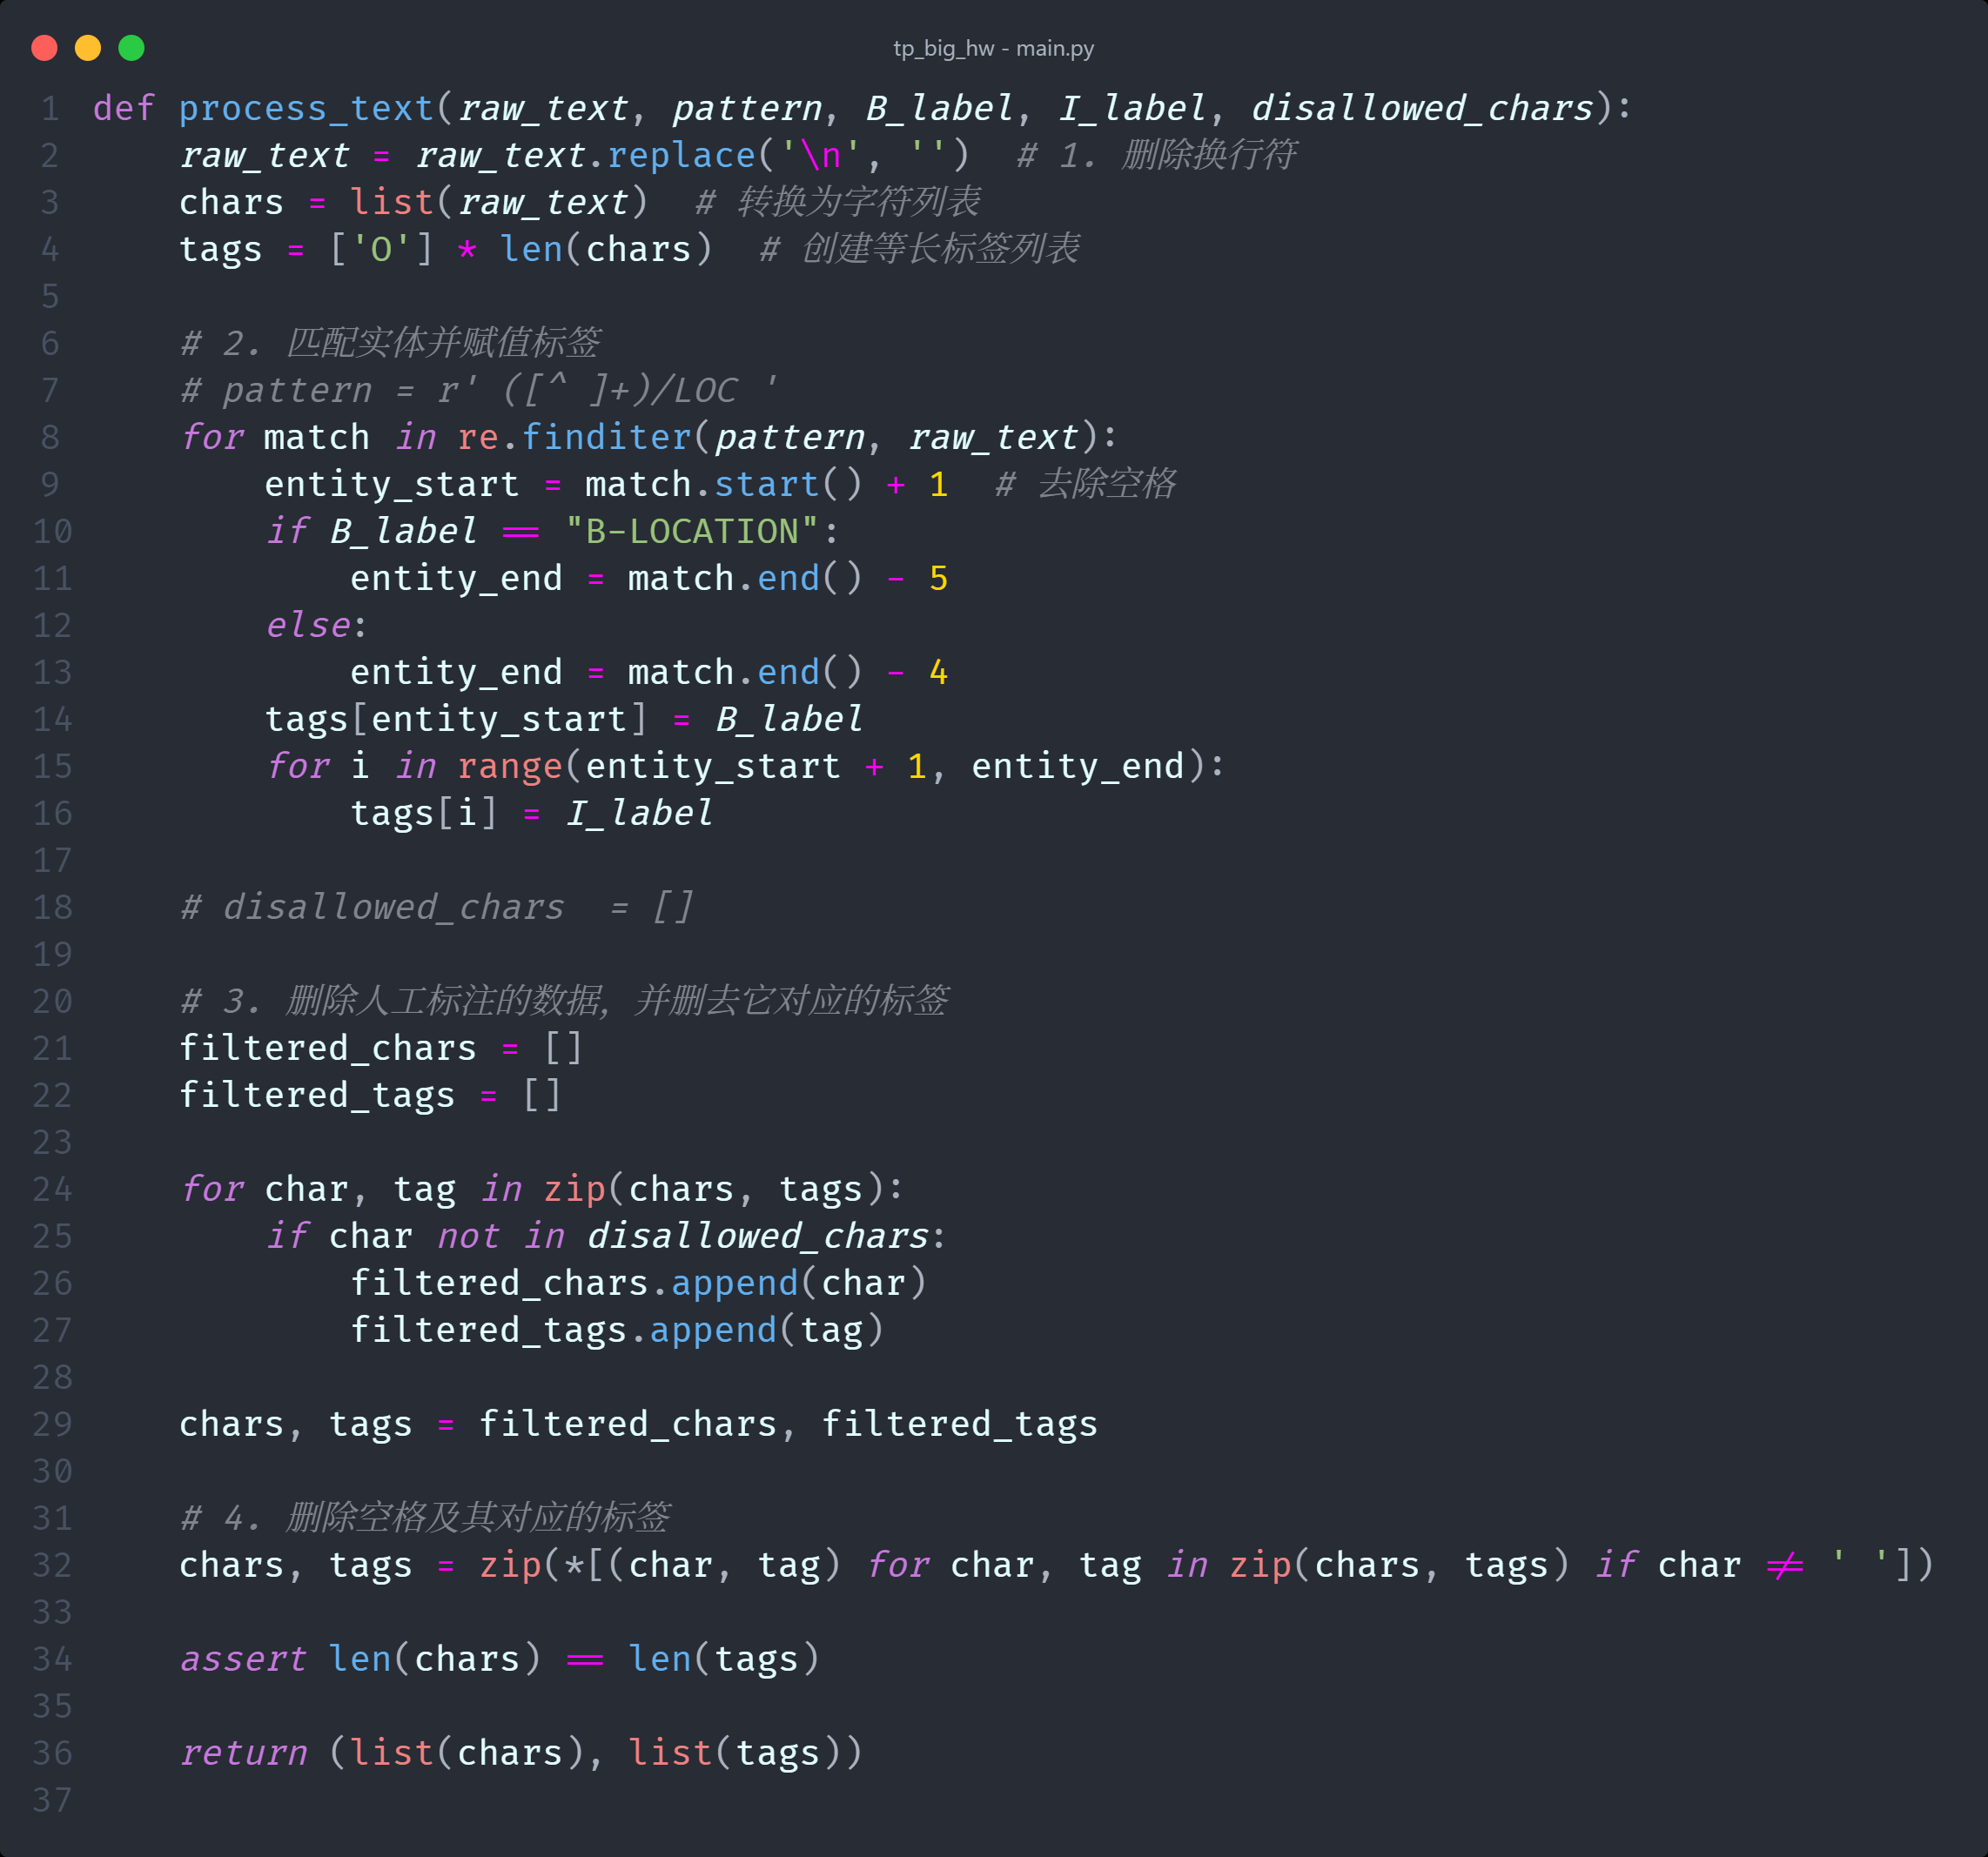 tp_big_hw - main.py
1 def process_text(raw_text, pattern, B_label, I_label, disallowed_chars):
2     raw_text = raw_text.replace('\n', '')  # 1. 删除换行符
3     chars = list(raw_text)  # 转换为字符列表
4     tags = ['O'] * len(chars)  # 创建等长标签列表
5
6     # 2. 匹配实体并赋值标签
7     # pattern = r' ([^ ]+)/LOC '
8     for match in re.finditer(pattern, raw_text):
9         entity_start = match.start() + 1  # 去除空格
10         if B_label == "B-LOCATION":
11             entity_end = match.end() - 5
12         else:
13             entity_end = match.end() - 4
14         tags[entity_start] = B_label
15         for i in range(entity_start + 1, entity_end):
16             tags[i] = I_label
17
18     # disallowed_chars  = []
19
20     # 3. 删除人工标注的数据，并删去它对应的标签
21     filtered_chars = []
22     filtered_tags = []
23
24     for char, tag in zip(chars, tags):
25         if char not in disallowed_chars:
26             filtered_chars.append(char)
27             filtered_tags.append(tag)
28
29     chars, tags = filtered_chars, filtered_tags
30
31     # 4. 删除空格及其对应的标签
32     chars, tags = zip(*[(char, tag) for char, tag in zip(chars, tags) if char != ' '])
33
34     assert len(chars) == len(tags)
35
36     return (list(chars), list(tags))
37